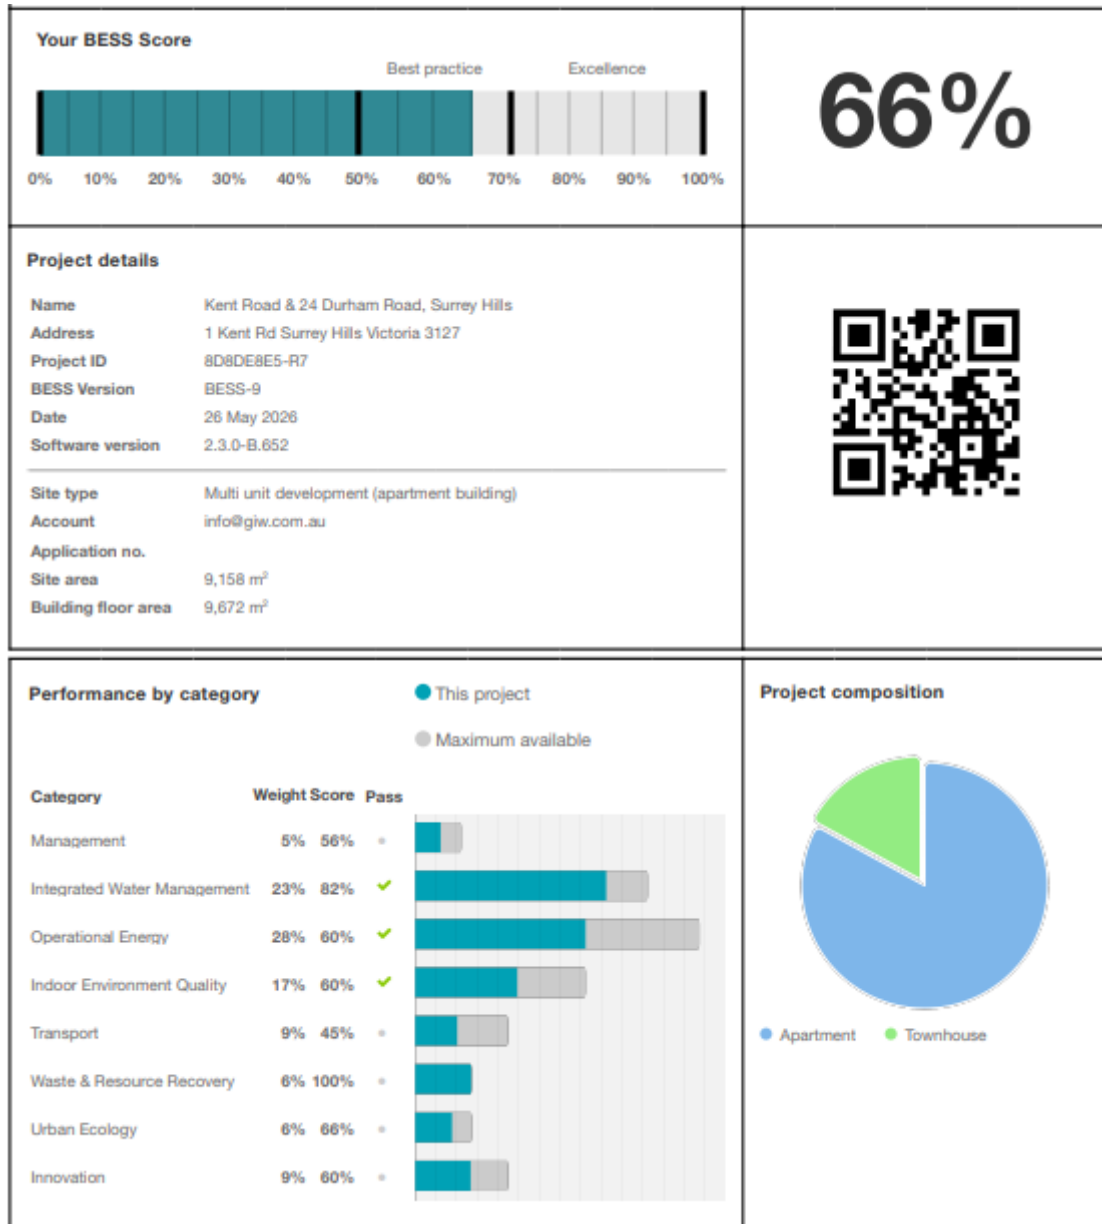 Your BESS Score
Best practice Excellence
0% 10% 20% 30% 40% 50% 60% 70% 80% 90% 100%
66%
Project details
Name Kent Road & 24 Durham Road, Surrey Hills
Address 1 Kent Rd Surrey Hills Victoria 3127
Project ID 8D8DE8E5-R7
BESS Version BESS-9
Date 26 May 2026
Software version 2.3.0-B.652
Site type Multi unit development (apartment building)
Account info@giw.com.au
Application no.
Site area 9,158 m²
Building floor area 9,672 m²
Performance by category
This project
Maximum available
Category Weight Score Pass
Management 5% 56%
Integrated Water Management 23% 82%
Operational Energy 28% 60%
Indoor Environment Quality 17% 60%
Transport 9% 45%
Waste & Resource Recovery 6% 100%
Urban Ecology 6% 66%
Innovation 9% 60%
Project composition
Apartment Townhouse